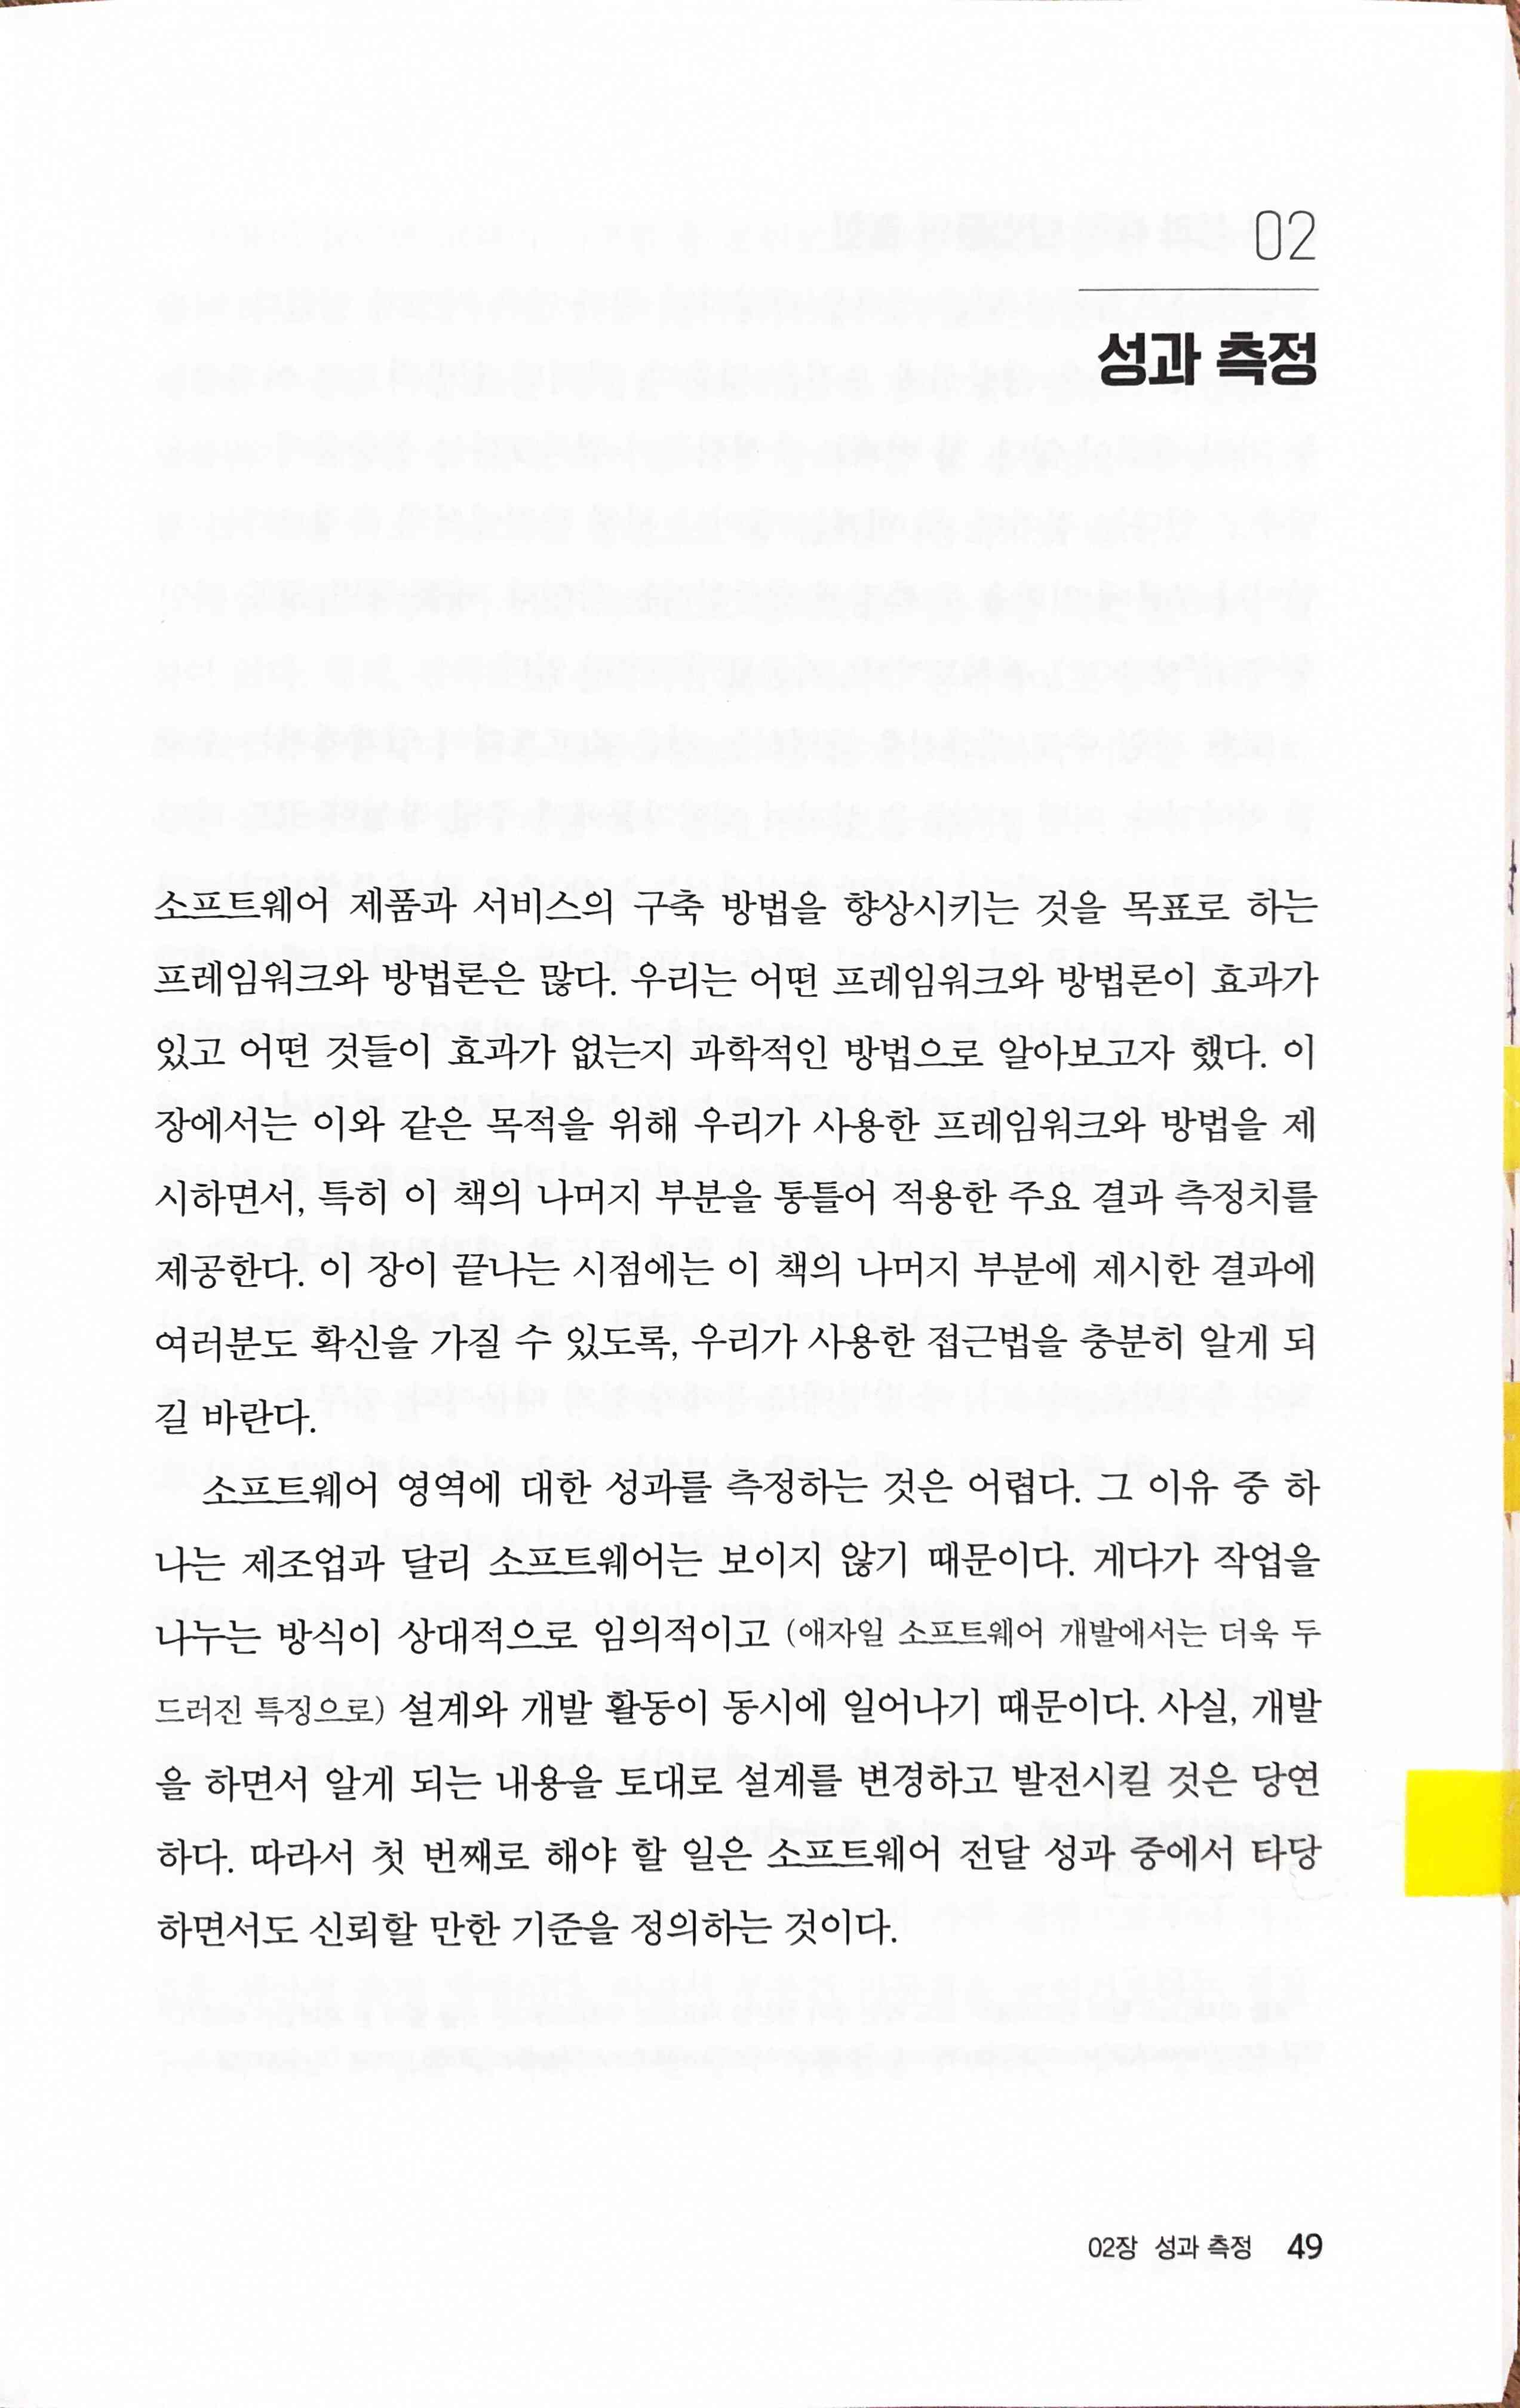 02
성과 측정
소프트웨어 제품과 서비스의 구축 방법을 향상시키는 것을 목표로 하는
프레임워크와 방법론은 많다. 우리는 어떤 프레임워크와 방법론이 효과가
있고 어떤 것들이 효과가 없는지 과학적인 방법으로 알아보고자 했다. 이
장에서는 이와 같은 목적을 위해 우리가 사용한 프레임워크와 방법을 제
시하면서, 특히 이 책의 나머지 부분을 통틀어 적용한 주요 결과 측정치를
제공한다. 이 장이 끝나는 시점에는 이 책의 나머지 부분에 제시한 결과에
여러분도 확신을 가질 수 있도록, 우리가 사용한 접근법을 충분히 알게 되
길 바란다.
소프트웨어 영역에 대한 성과를 측정하는 것은 어렵다. 그 이유 중 하
나는 제조업과 달리 소프트웨어는 보이지 않기 때문이다. 게다가 작업을
나누는 방식이 상대적으로 임의적이고 (애자일 소프트웨어 개발에서는 더욱 두
드러진 특징으로) 설계와 개발 활동이 동시에 일어나기 때문이다. 사실, 개발
을 하면서 알게 되는 내용을 토대로 설계를 변경하고 발전시킬 것은 당연
하다. 따라서 첫 번째로 해야 할 일은 소프트웨어 전달 성과 중에서 타당
하면서도 신뢰할 만한 기준을 정의하는 것이다.
02장 성과 측정 49